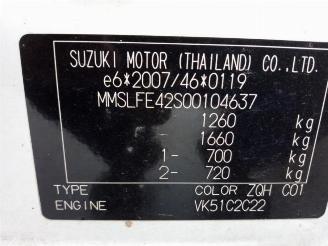 SUZUKI MOTOR (THAILAND) CO.,LTD.
e6*2007/46*0119
MMSLFE42S00104637
1260 kg
- 1660 kg
1- 700 kg
2- 720 kg
TYPE COLOR ZQH C01
ENGINE VK51C2C22